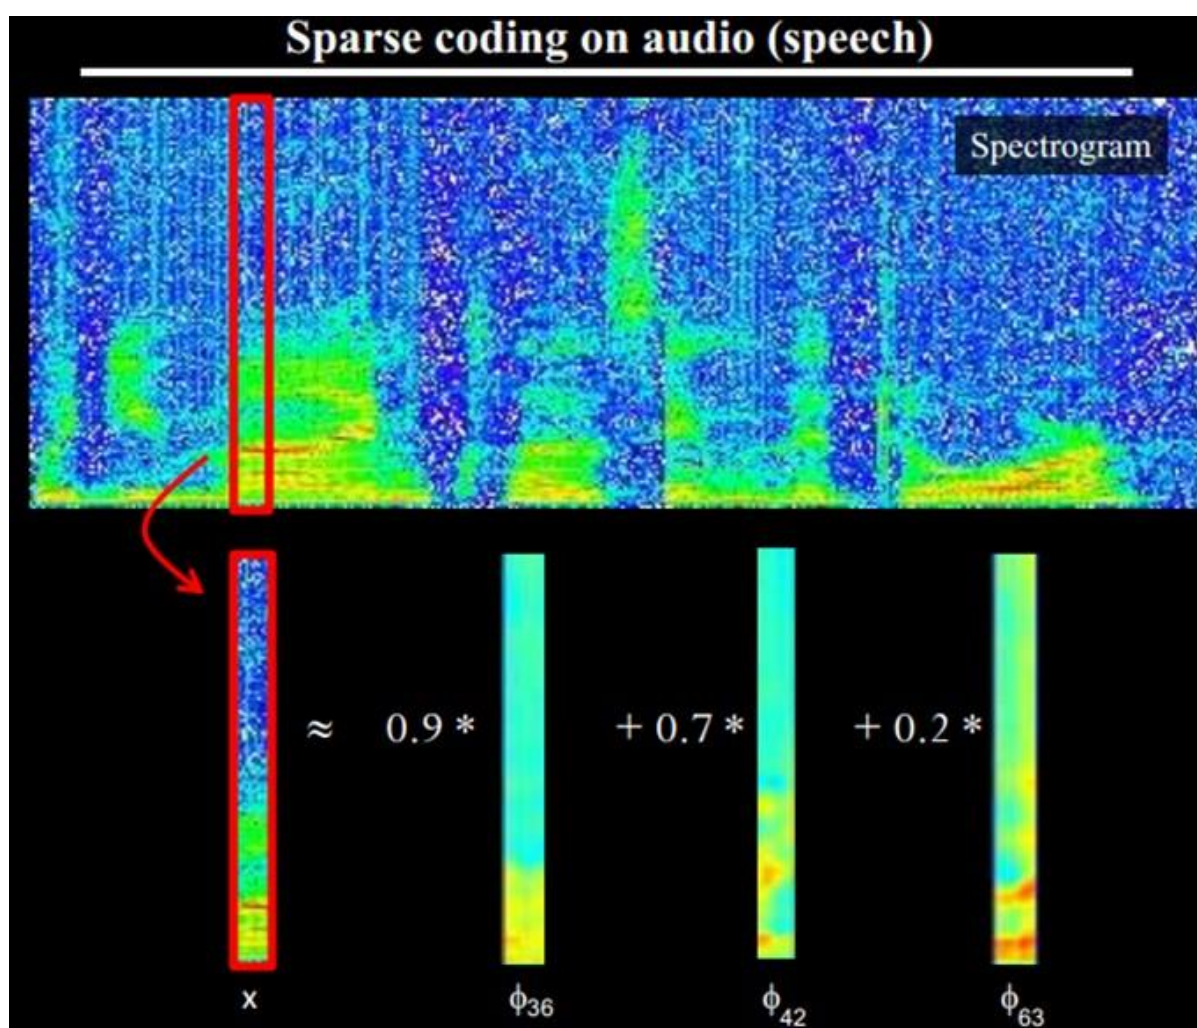 Sparse coding on audio (speech)
Spectrogram
≈ 0.9 * + 0.7 * + 0.2 *
x ϕ36 ϕ42 ϕ63